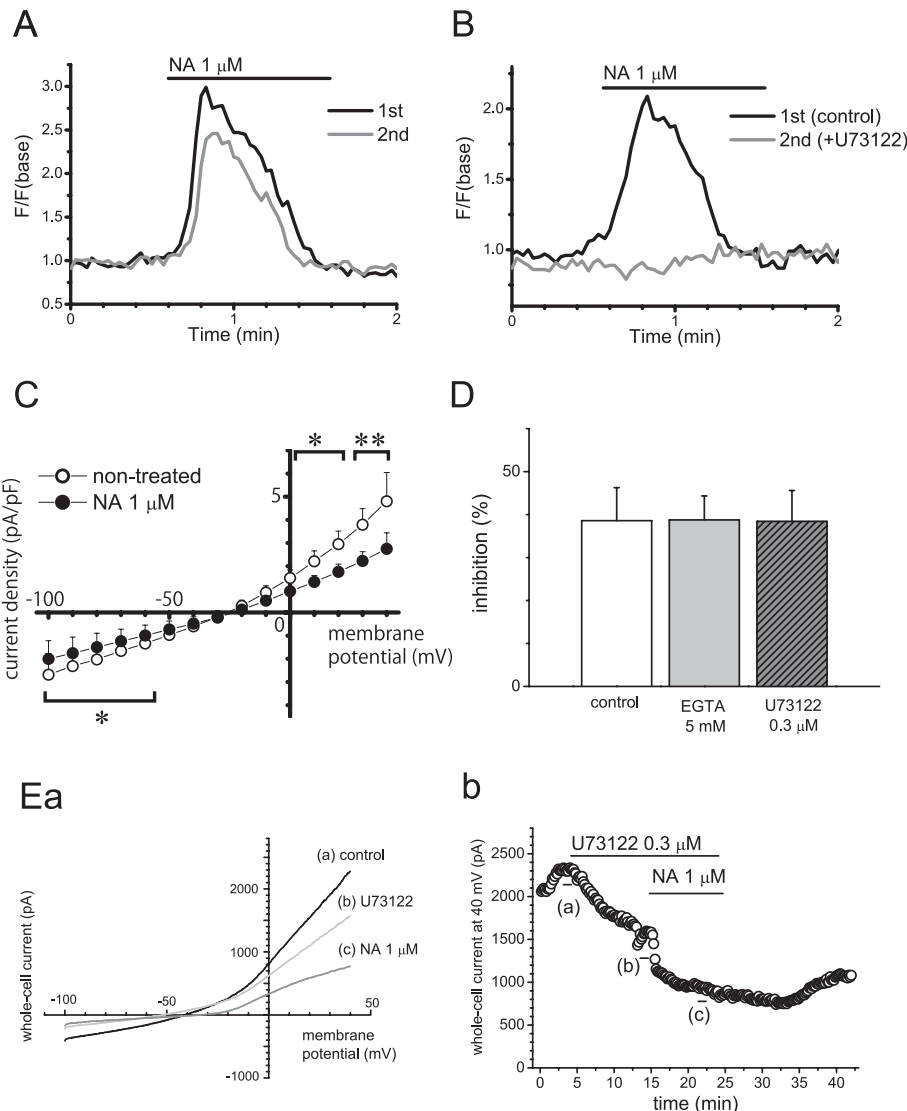 A
NA 1 μM
3.0
2.5
2.0
1.5
1.0
0.5
F/F(base)
1st
2nd
0
1
2
Time (min)
B
NA 1 μM
2.0
1.5
1.0
F/F(base)
1st (control)
2nd (+U73122)
0
1
2
Time (min)
C
non-treated
NA 1 μM
*
**
5
-100
-50
0
current density (pA/pF)
membrane
potential (mV)
*
D
50
0
inhibition (%)
control
EGTA
5 mM
U73122
0.3 μM
Ea
(a) control
2000
(b) U73122
1000
(c) NA 1 μM
-100
-50
50
whole-cell current (pA)
membrane
potential (mV)
-1000
b
U73122 0.3 μM
NA 1 μM
2500
2000
1500
1000
500
0
whole-cell current at 40 mV (pA)
(a)
(b)
(c)
0
5
10
15
20
25
30
35
40
time (min)